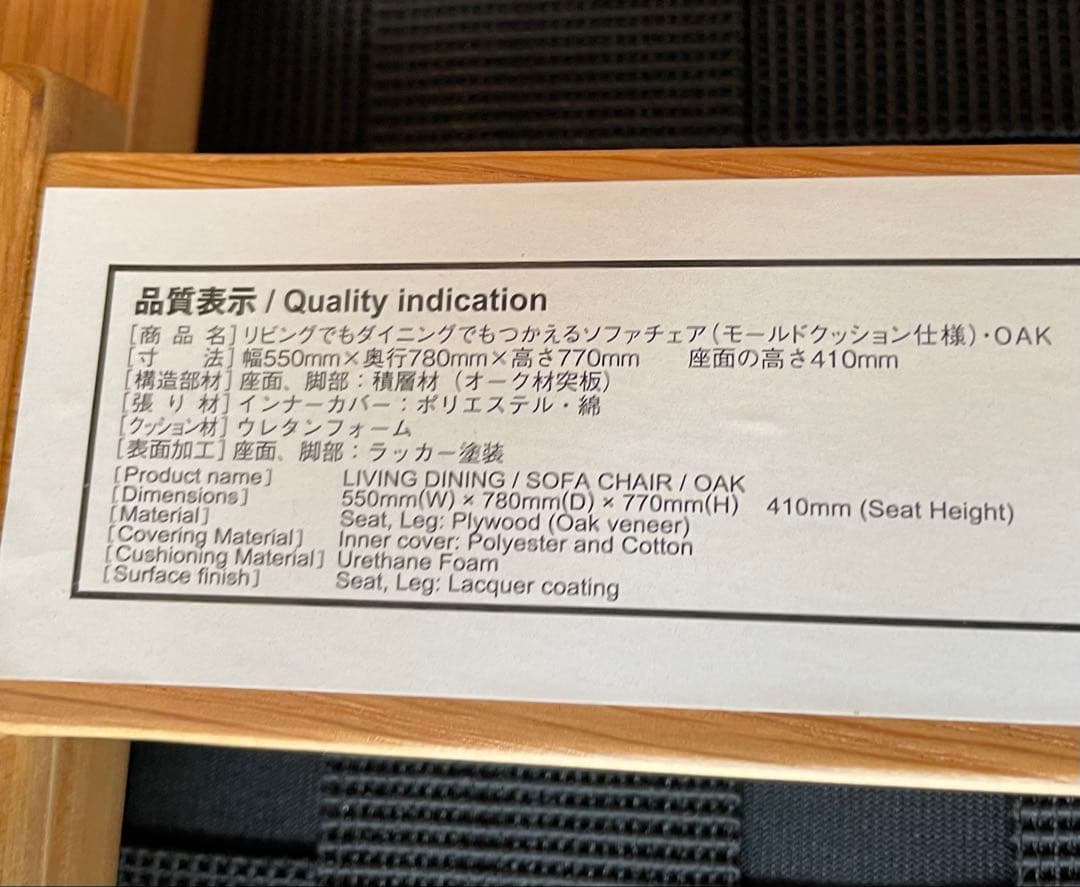 品質表示 / Quality indication
[商 品 名] リビングでもダイニングでもつかえるソファチェア(モールドクッション仕様)・OAK
[寸 法] 幅550mm×奥行780mm×高さ770mm 座面の高さ410mm
[構造部材] 座面、脚部：積層材 (オーク材突板)
[張 り 材] インナーカバー：ポリエステル・綿
[クッション材] ウレタンフォーム
[表面加工] 座面、脚部：ラッカー塗装
[Product name] LIVING DINING / SOFA CHAIR / OAK
[Dimensions] 550mm(W) × 780mm(D) × 770mm(H) 410mm (Seat Height)
[Material] Seat, Leg: Plywood (Oak veneer)
[Covering Material] Inner cover: Polyester and Cotton
[Cushioning Material] Urethane Foam
[Surface finish] Seat, Leg: Lacquer coating